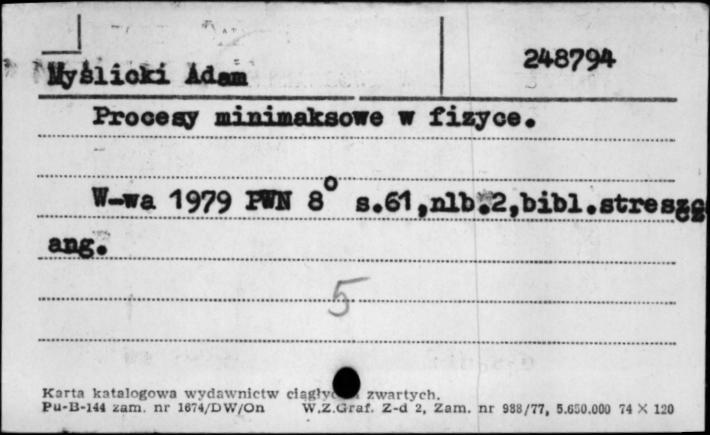 248794
Myślicki Adam
Procesy minimaksowe w fizyce.
W-wa 1979 PWN 8° s.61,nlb.2,bibl.streszcz
ang.
5
Karta katalogowa wydawnictw zwartych.
Pu-B-144 zam. nr 1674/DW/On W.Z.Graf. Z-d 2, Zam. nr 988/77, 5.650.000 74 X 120